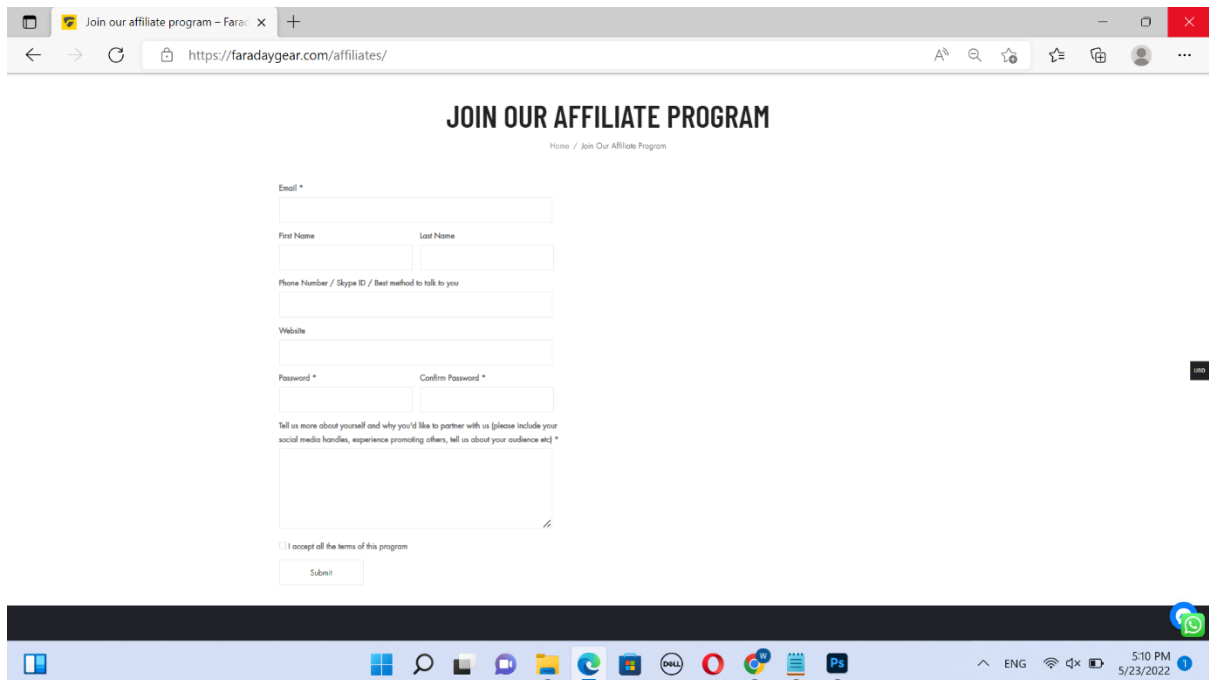 Join our affiliate program – Farac
https://faradaygear.com/affiliates/
JOIN OUR AFFILIATE PROGRAM
Home / Join Our Affiliate Program
Email *
First Name Last Name
Phone Number / Skype ID / Best method to talk to you
Website
Password * Confirm Password *
USD
Tell us more about yourself and why you'd like to partner with us (please include your
social media handles, experience promoting others, tell us about your audience etc) *
I accept all the terms of this program
Submit
DELL
W
Ps
ENG
5:10 PM
5/23/2022
1